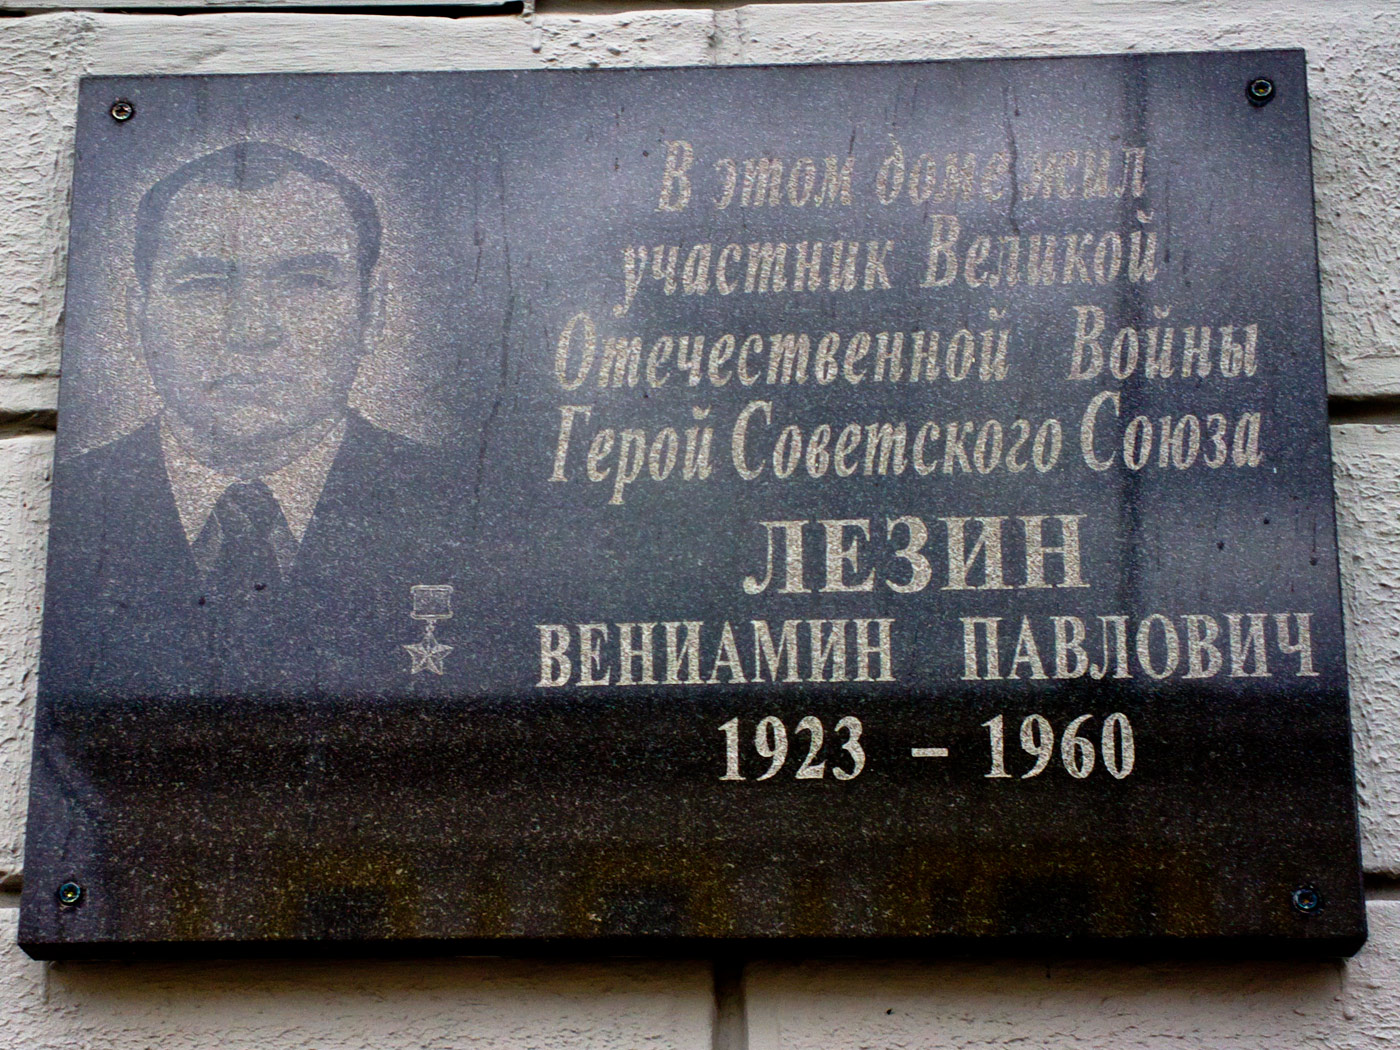 В этом доме жил
участник Великой
Отечественной Войны
Герой Советского Союза
ЛЕЗИН
ВЕНИАМИН ПАВЛОВИЧ
1923 – 1960